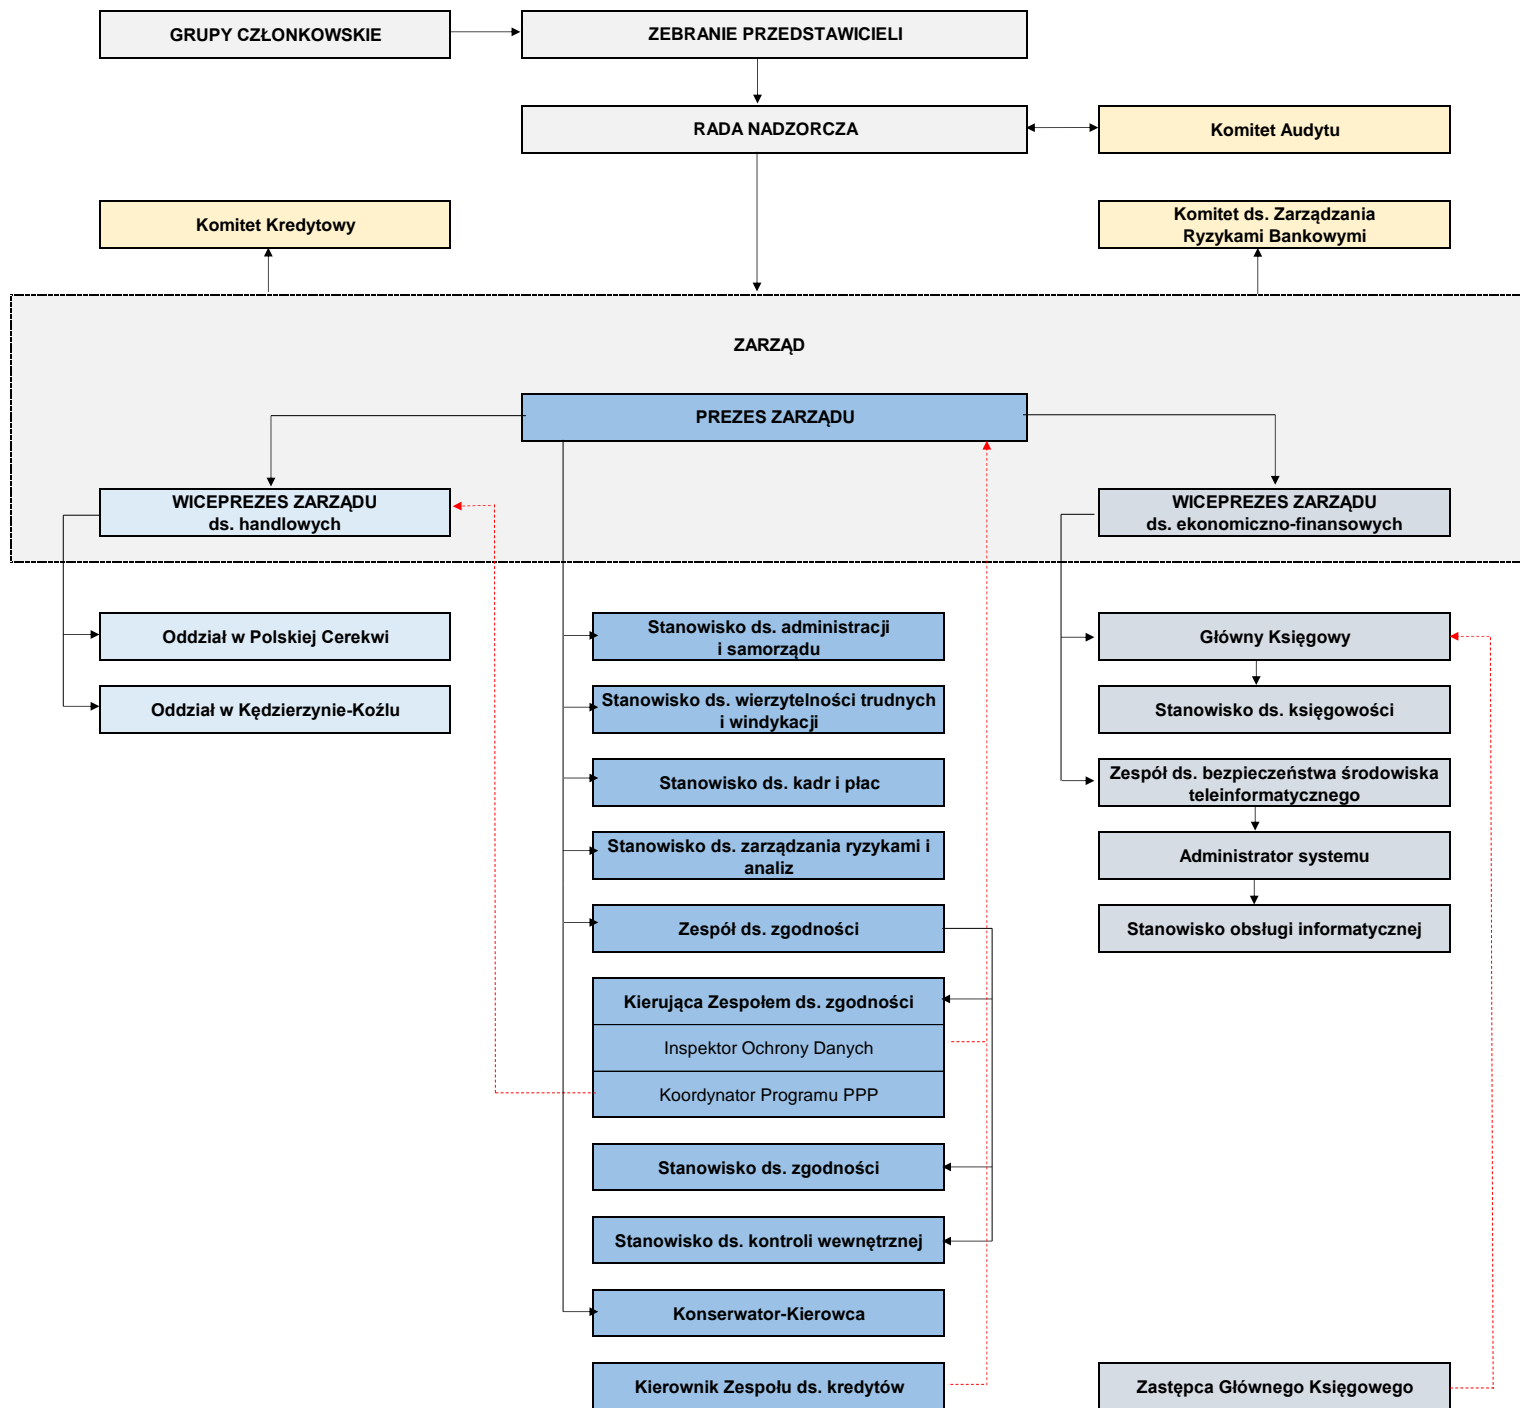 GRUPY CZŁONKOWSKIE
ZEBRANIE PRZEDSTAWICIELI
RADA NADZORCZA
Komitet Audytu
Komitet Kredytowy
Komitet ds. Zarządzania
Ryzykami Bankowymi
ZARZĄD
PREZES ZARZĄDU
WICEPREZES ZARZĄDU
ds. handlowych
WICEPREZES ZARZĄDU
ds. ekonomiczno-finansowych
Oddział w Polskiej Cerekwi
Oddział w Kędzierzynie-Koźlu
Stanowisko ds. administracji
i samorządu
Stanowisko ds. wierzytelności trudnych
i windykacji
Stanowisko ds. kadr i płac
Stanowisko ds. zarządzania ryzykami i
analiz
Zespół ds. zgodności
Kierująca Zespołem ds. zgodności
Inspektor Ochrony Danych
Koordynator Programu PPP
Stanowisko ds. zgodności
Stanowisko ds. kontroli wewnętrznej
Konserwator-Kierowca
Kierownik Zespołu ds. kredytów
Główny Księgowy
Stanowisko ds. księgowości
Zespół ds. bezpieczeństwa środowiska
teleinformatycznego
Administrator systemu
Stanowisko obsługi informatycznej
Zastępca Głównego Księgowego